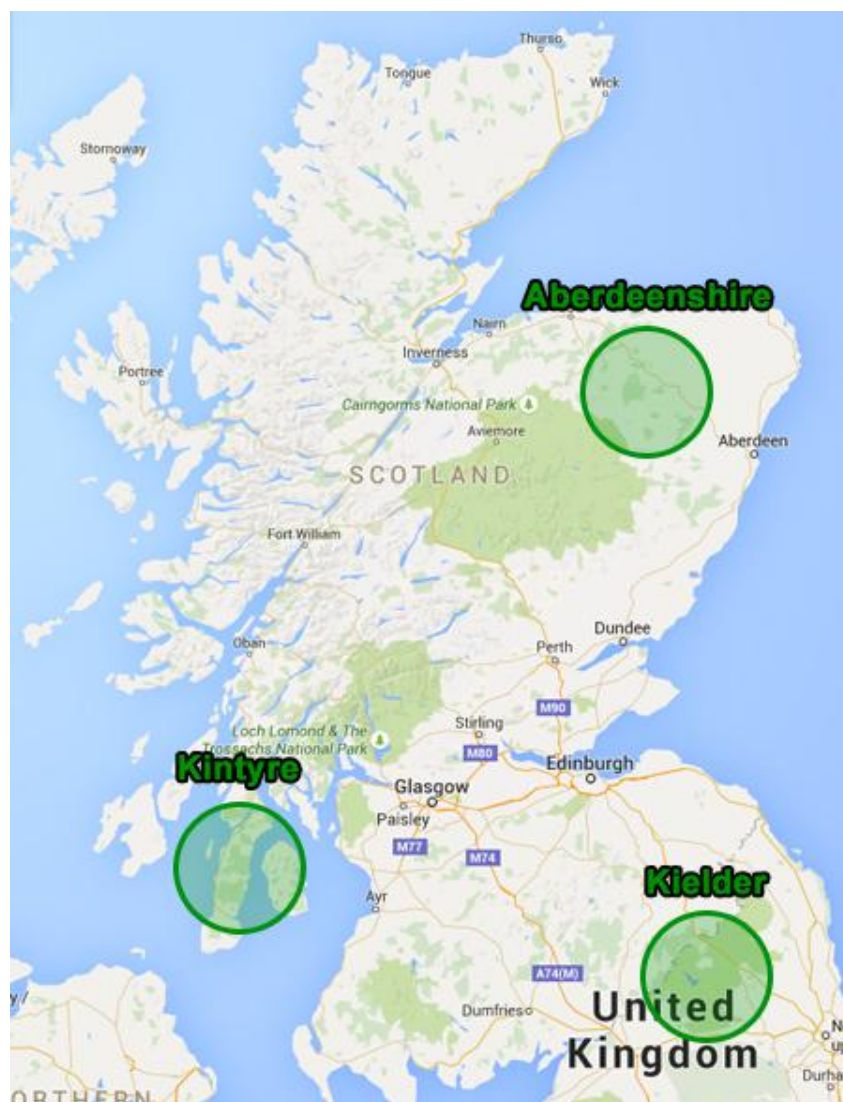 Thurso
Tongue
Wick
Stornoway
Aberdeenshire
Nairn
Inverness
Portree
Cairngorms National Park
Aviemore
Aberdeen
SCOTLAND
Fort William
Dundee
Oban
Perth
M90
Stirling
Loch Lomond & The
Trossachs National Park
M80
Kintyre
Edinburgh
Glasgow
Paisley
M77
M74
Kielder
Ayr
A74(M)
Dumfries
United
Kingdom